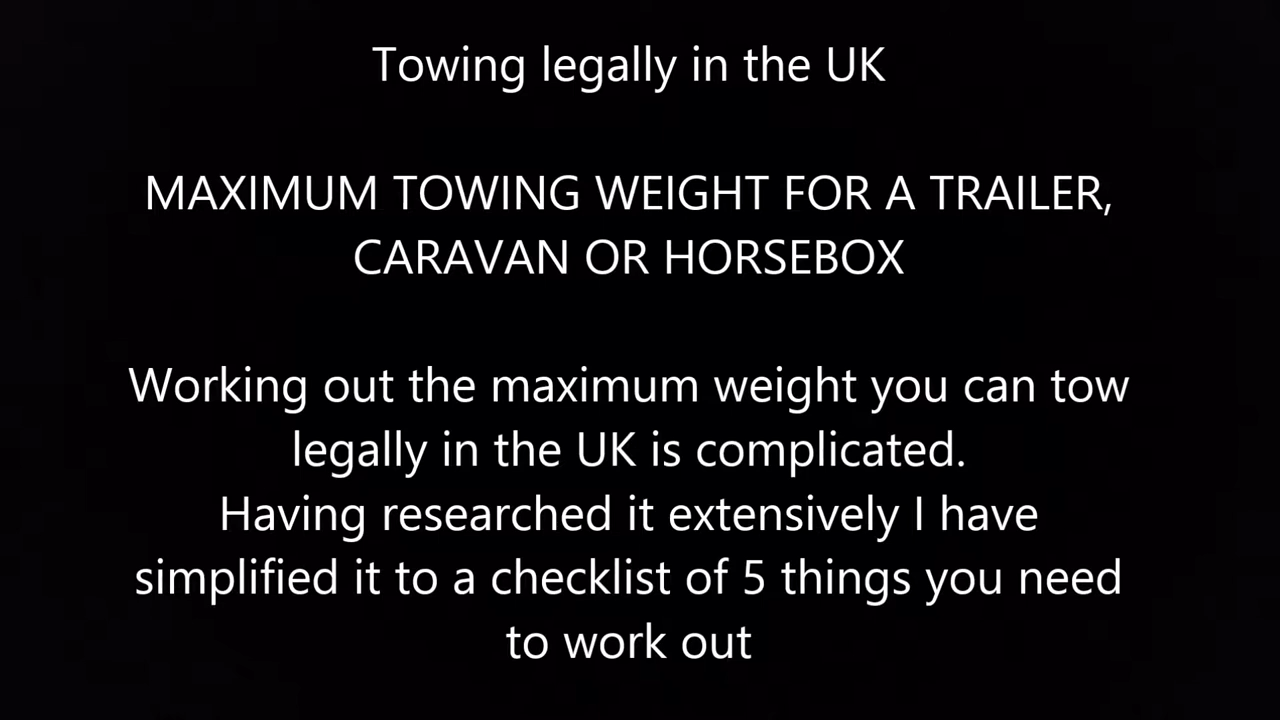 Towing legally in the UK
MAXIMUM TOWING WEIGHT FOR A TRAILER,
CARAVAN OR HORSEBOX
Working out the maximum weight you can tow
legally in the UK is complicated.
Having researched it extensively I have
simplified it to a checklist of 5 things you need
to work out